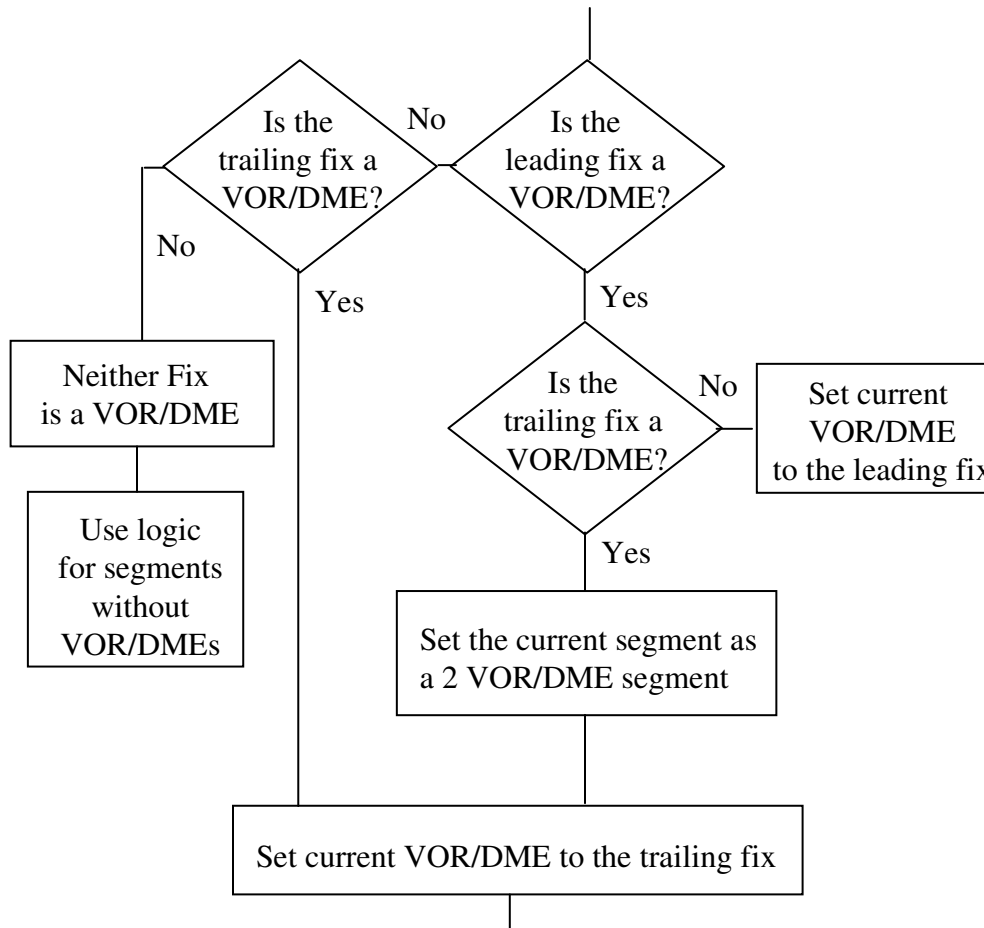 Is the
trailing fix a
VOR/DME?
No
Is the
leading fix a
VOR/DME?
No
Yes
Yes
Neither Fix
is a VOR/DME
Is the
trailing fix a
VOR/DME?
No
Set current
VOR/DME
to the leading fix
Use logic
for segments
without
VOR/DMEs
Yes
Set the current segment as
a 2 VOR/DME segment
Set current VOR/DME to the trailing fix